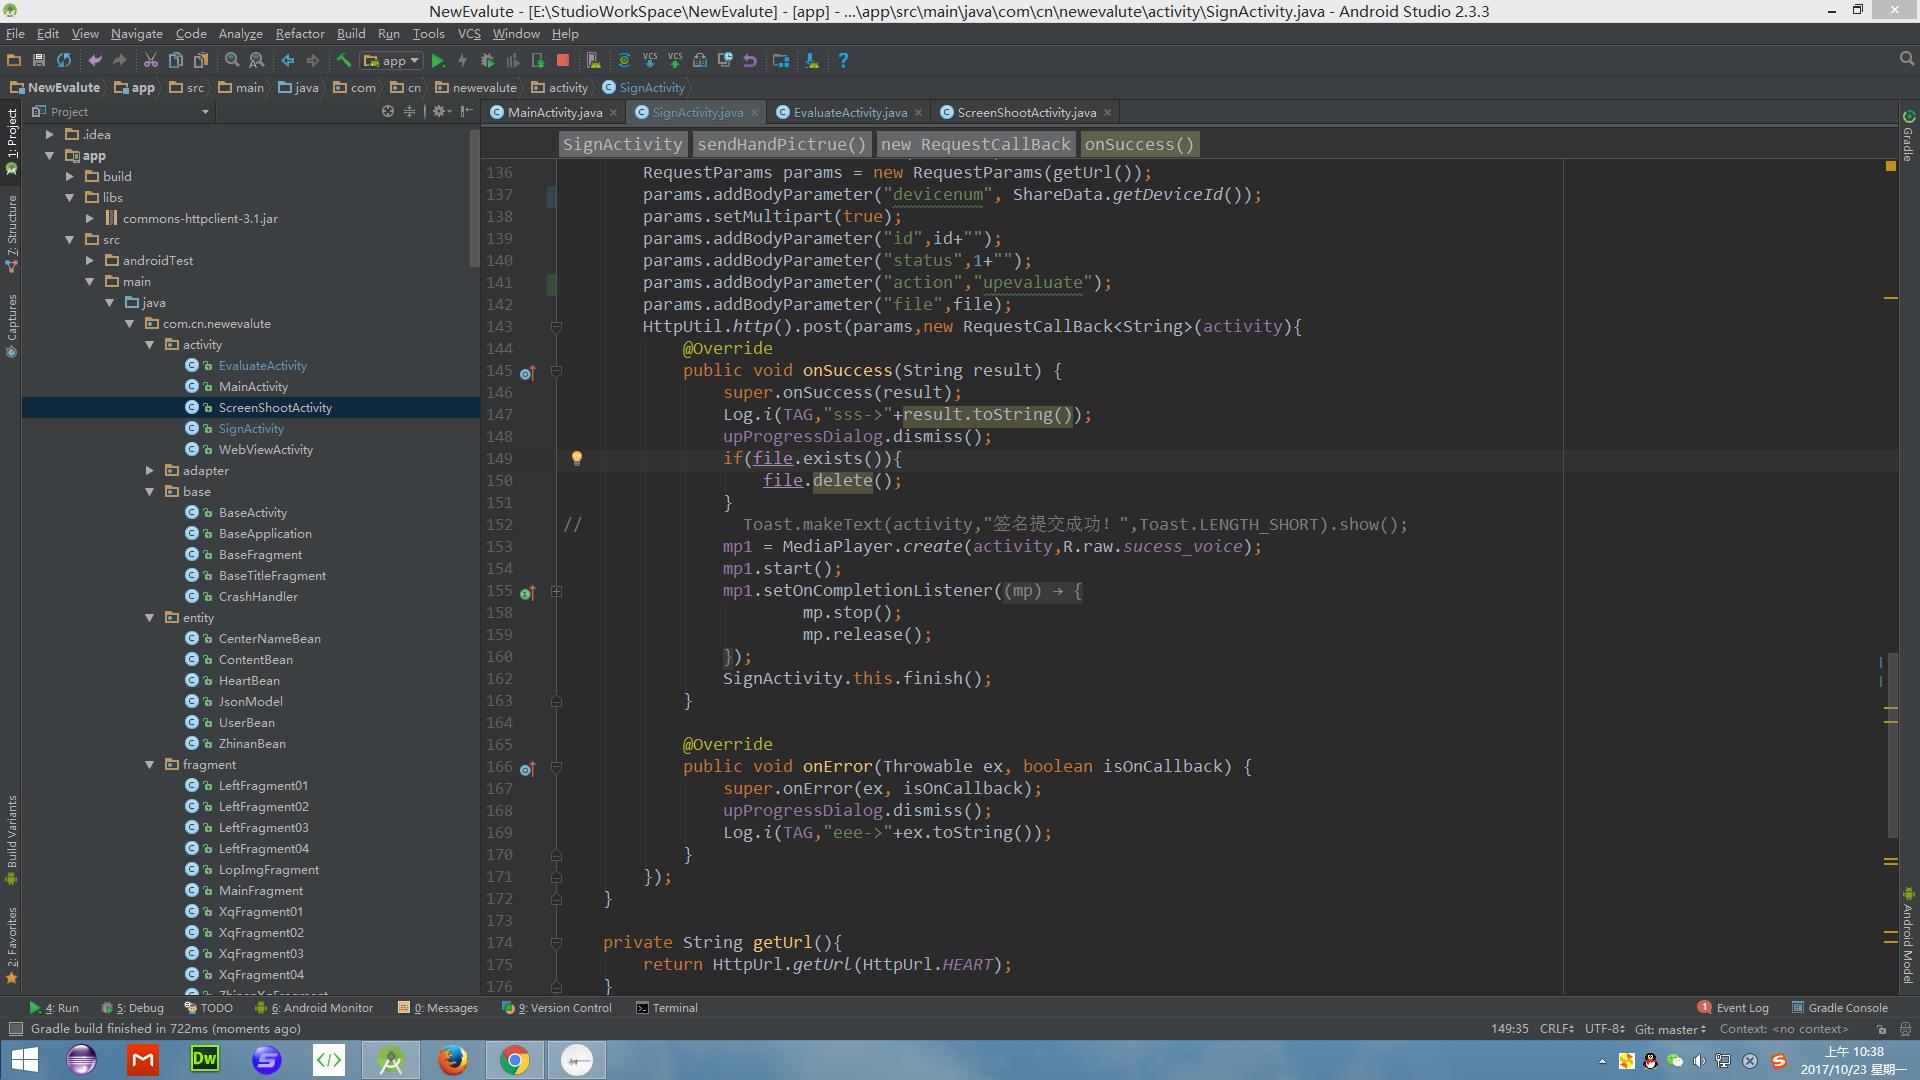 NewEvalute - [E:\StudioWorkSpace\NewEvalute] - [app] - ...\app\src\main\java\com\cn\newevalute\activity\SignActivity.java - Android Studio 2.3.3
File Edit View Navigate Code Analyze Refactor Build Run Tools VCS Window Help
app
NewEvalute app src main java com cn newevalute activity SignActivity
Project
MainActivity.java SignActivity.java EvaluateActivity.java ScreenShootActivity.java
SignActivity sendHandPictrue() new RequestCallBack onSuccess()
1: Project
7: Structure
Captures
Build Variants
2: Favorites
.idea
app
build
libs
commons-httpclient-3.1.jar
src
androidTest
main
java
com.cn.newevalute
activity
EvaluateActivity
MainActivity
ScreenShootActivity
SignActivity
WebViewActivity
adapter
base
BaseActivity
BaseApplication
BaseFragment
BaseTitleFragment
CrashHandler
entity
CenterNameBean
ContentBean
HeartBean
JsonModel
UserBean
ZhinanBean
fragment
LeftFragment01
LeftFragment02
LeftFragment03
LeftFragment04
LopImgFragment
MainFragment
XqFragment01
XqFragment02
XqFragment03
XqFragment04
136 RequestParams params = new RequestParams(getUrl());
137 params.addBodyParameter("devicenum", ShareData.getDeviceId());
138 params.setMultipart(true);
139 params.addBodyParameter("id",id+"");
140 params.addBodyParameter("status",1+"");
141 params.addBodyParameter("action","upevaluate");
142 params.addBodyParameter("file",file);
143 HttpUtil.http().post(params,new RequestCallBack<String>(activity){
144 @Override
145 public void onSuccess(String result) {
146 super.onSuccess(result);
147 Log.i(TAG,"sss->"+result.toString());
148 upProgressDialog.dismiss();
149 if(file.exists()){
150 file.delete();
151 }
152 // Toast.makeText(activity,"签名提交成功！",Toast.LENGTH_SHORT).show();
153 mp1 = MediaPlayer.create(activity,R.raw.sucess_voice);
154 mp1.start();
155 mp1.setOnCompletionListener((mp) → {
158 mp.stop();
159 mp.release();
160 });
162 SignActivity.this.finish();
163 }
164
165 @Override
166 public void onError(Throwable ex, boolean isOnCallback) {
167 super.onError(ex, isOnCallback);
168 upProgressDialog.dismiss();
169 Log.i(TAG,"eee->"+ex.toString());
170 }
171 });
172 }
173
174 private String getUrl(){
175 return HttpUrl.getUrl(HttpUrl.HEART);
176 }
Gradle
Android Model
4: Run 5: Debug TODO 6: Android Monitor 0: Messages 9: Version Control Terminal 1 Event Log Gradle Console
Gradle build finished in 722ms (moments ago) 149:35 CRLF UTF-8 Git: master Context: <no context>
Dw
上午 10:38
2017/10/23 星期一